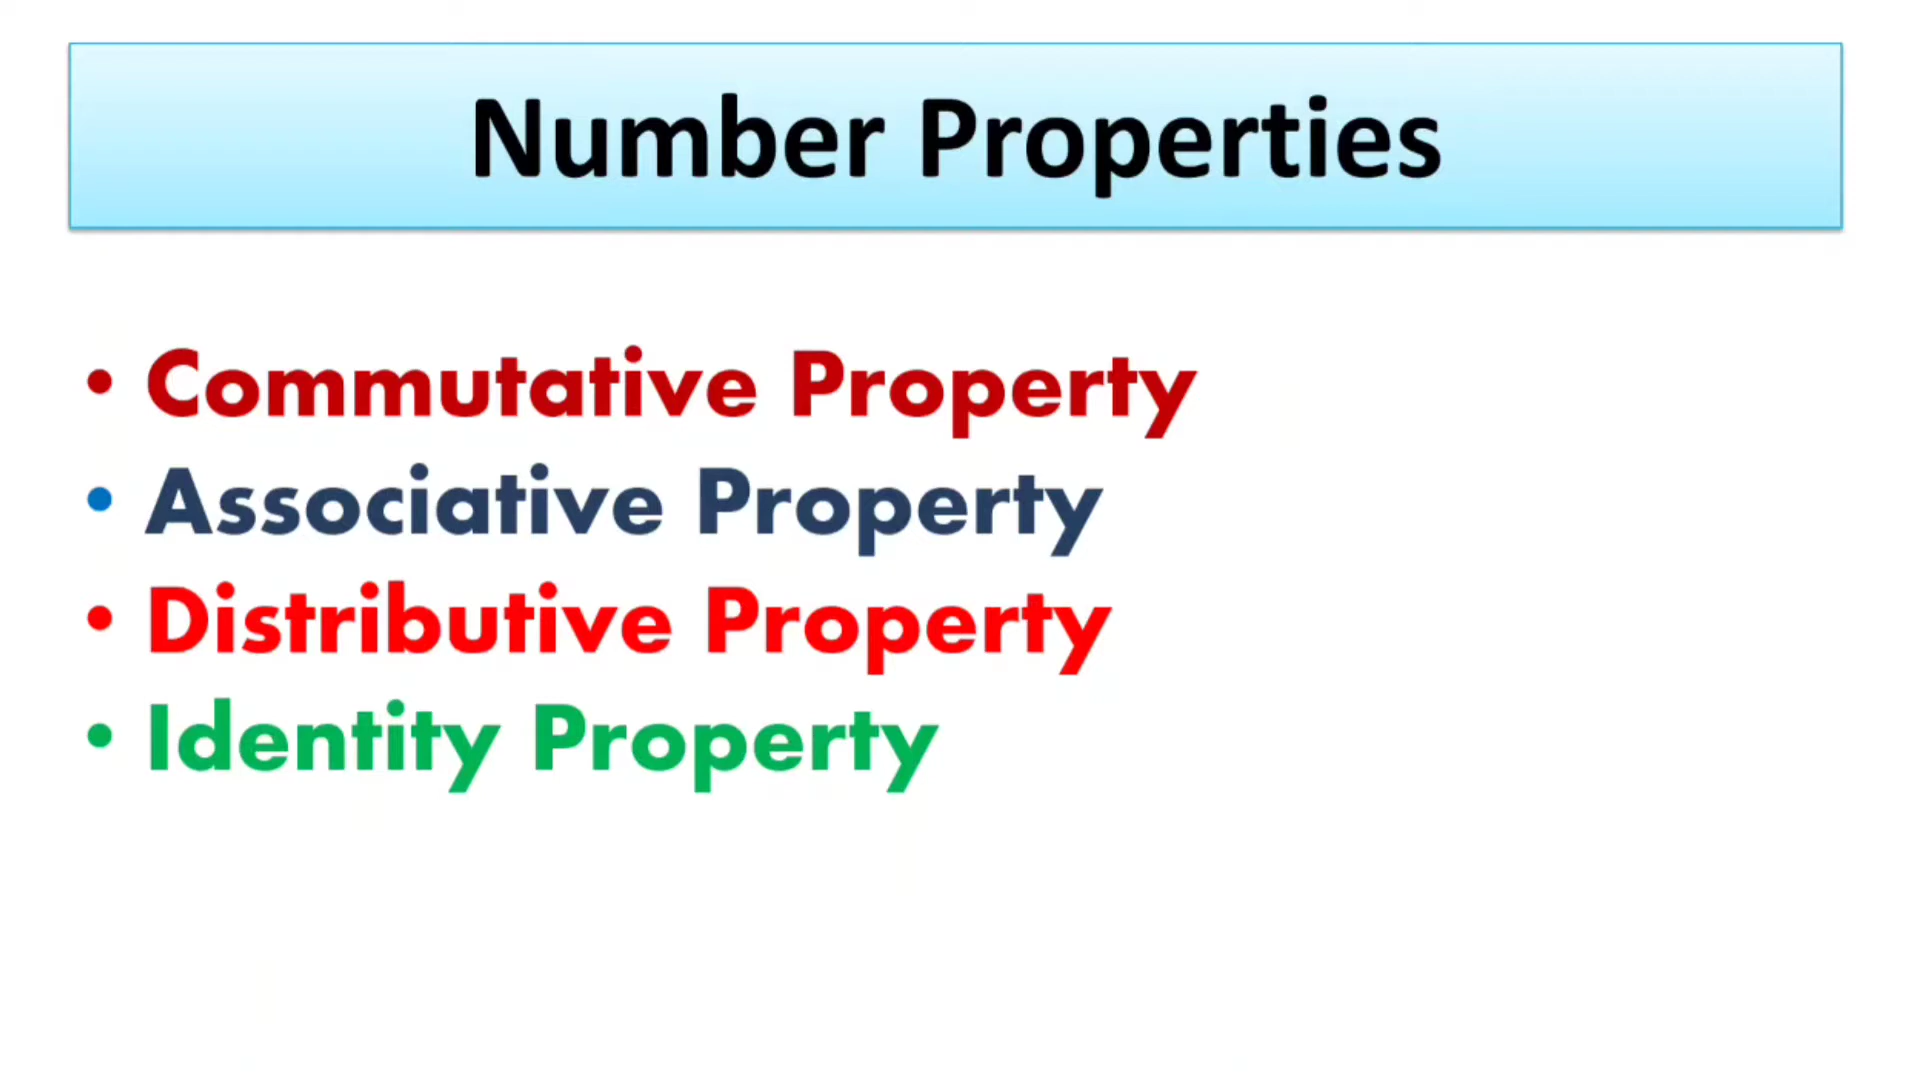 Number Properties
• Commutative Property
• Associative Property
• Distributive Property
• Identity Property